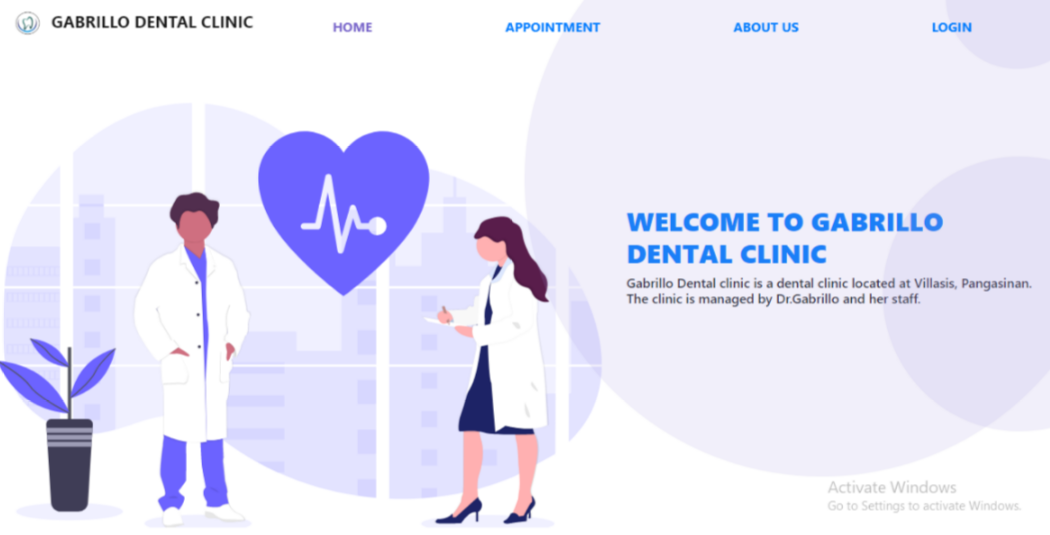 GABRILLO DENTAL CLINIC
HOME
APPOINTMENT
ABOUT US
LOGIN
WELCOME TO GABRILLO
DENTAL CLINIC
Gabrillo Dental clinic is a dental clinic located at Villasis, Pangasinan.
The clinic is managed by Dr.Gabrillo and her staff.
Activate Windows
Go to Settings to activate Windows.